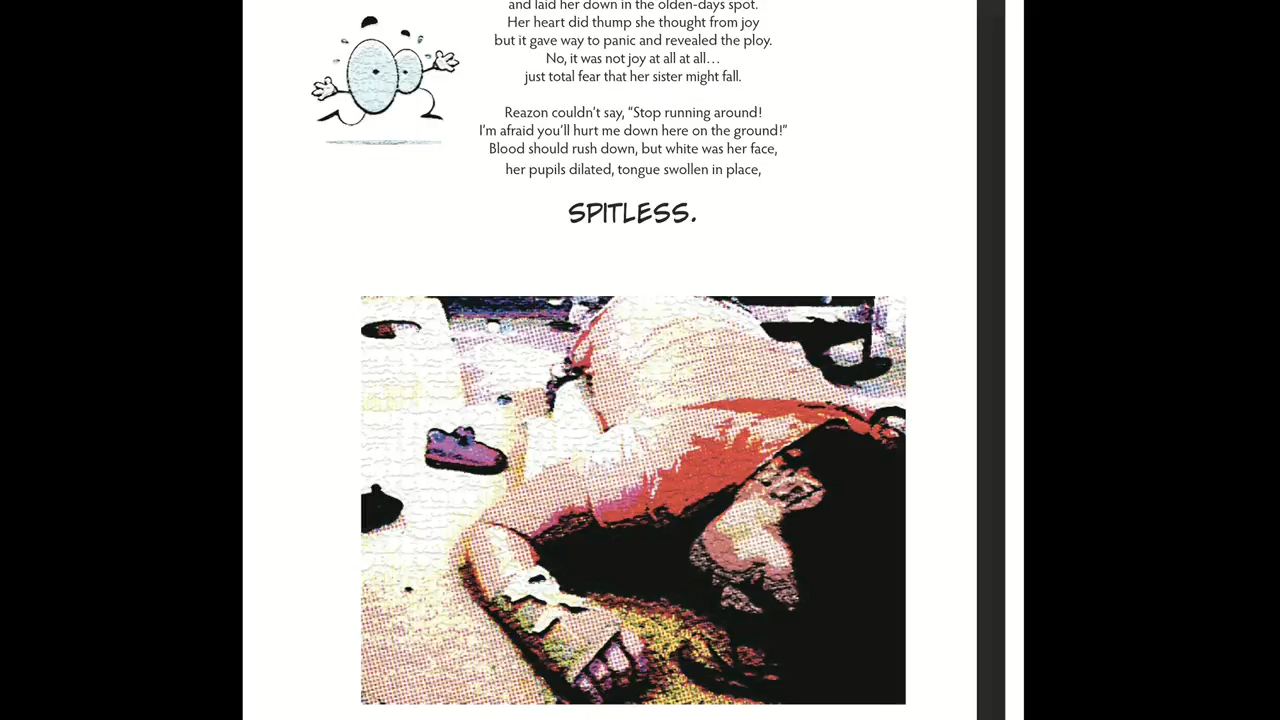 and laid her down in the olden-days spot.
Her heart did thump she thought from joy
but it gave way to panic and revealed the ploy.
No, it was not joy at all at all…
just total fear that her sister might fall.
Reazon couldn't say, “Stop running around!
I'm afraid you'll hurt me down here on the ground!”
Blood should rush down, but white was her face,
her pupils dilated, tongue swollen in place,
SPITLESS.